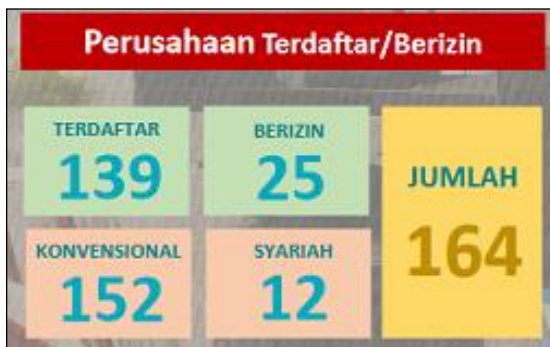 Perusahaan Terdaftar/Berizin
TERDAFTAR
139
BERIZIN
25
JUMLAH
164
KONVENSIONAL
152
SYARIAH
12